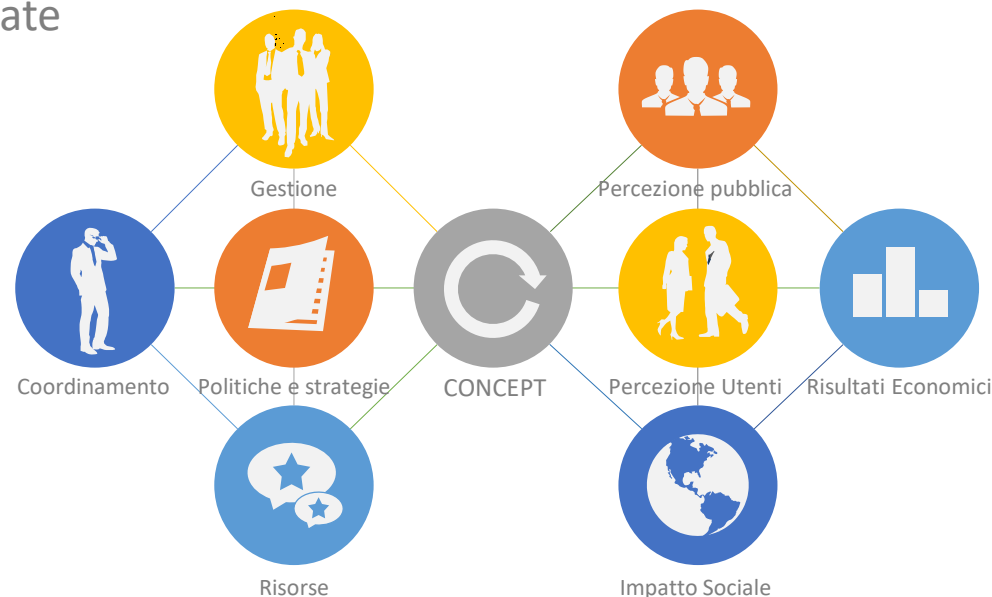 ate
Gestione
Percezione pubblica
Coordinamento
Politiche e strategie
CONCEPT
Percezione Utenti
Risultati Economici
Risorse
Impatto Sociale